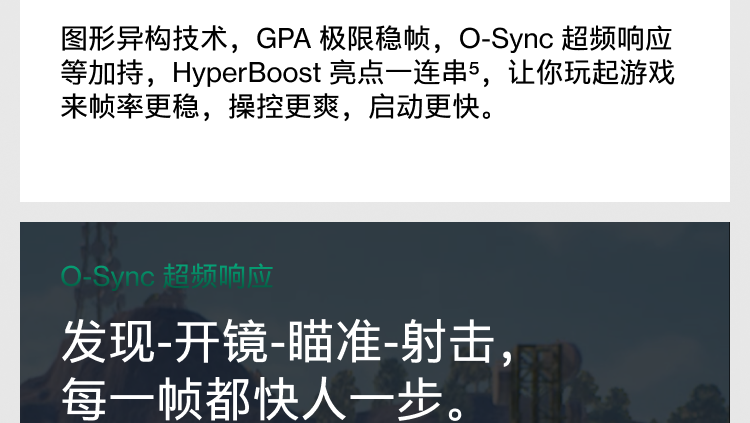 图形异构技术，GPA 极限稳帧，O-Sync 超频响应
等加持，HyperBoost 亮点一连串⁵，让你玩起游戏
来帧率更稳，操控更爽，启动更快。
O-Sync 超频响应
发现-开镜-瞄准-射击，
每一帧都快人一步。